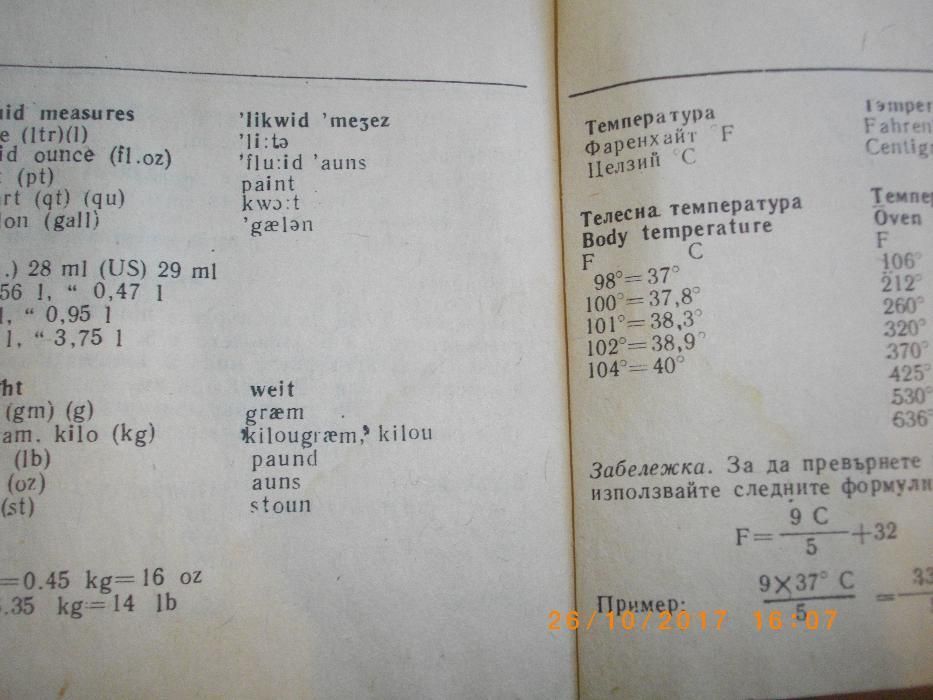 uid measures
e (ltr)(l)
id ounce (fl.oz)
(pt)
rt (qt) (qu)
lon (gall)
.) 28 ml (US) 29 ml
56 l, “ 0,47 l
l, “ 0,95 l
l, “ 3,75 l
ht
(gm) (g)
am. kilo (kg)
(lb)
(oz)
(st)
=0.45 kg=16 oz
.35 kg=14 lb
'likwid 'meʒez
'li:tə
'flu:id 'auns
paint
kwɔ:t
'gælən
weit
græm
'kilougræm,' kilou
paund
auns
stoun
Температура
Фаренхайт °F
Целзий °C
Телесна температура
Body temperature
F C
98°=37°
100°=37,8°
101°=38,3°
102°=38,9°
104°=40°
Тэmper
Fahren
Centig
Темпер
Oven
F
106°
212°
260°
320°
370°
425°
530°
636°
Забележка. За да превърнете
използвайте следните формули
F= 9 C / 5 +32
Пример: 9×37° C / 5 = 33
26/10/2017 16:07